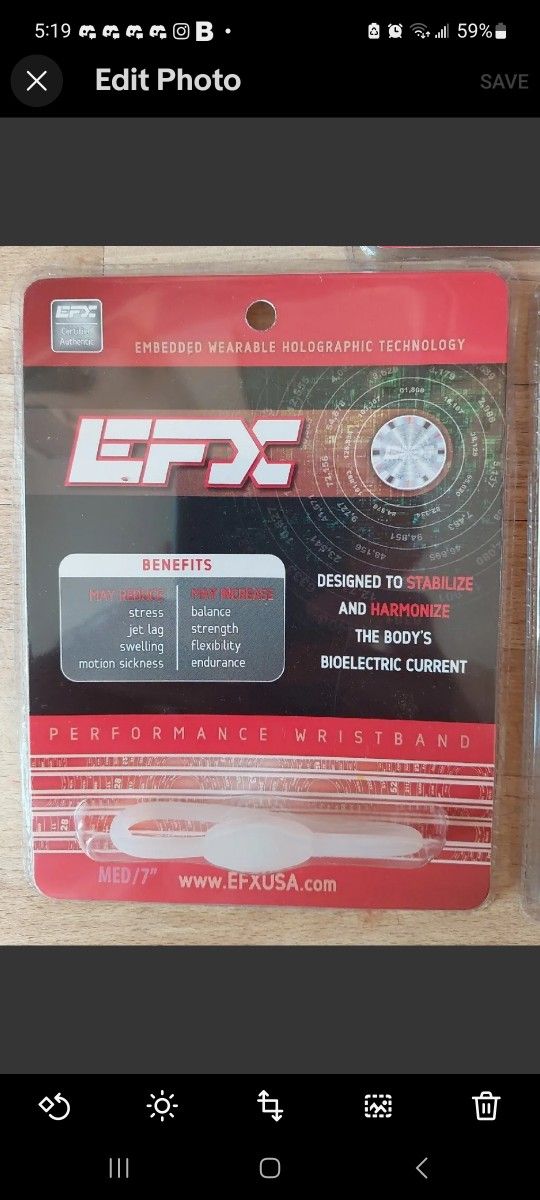 5:19
B
59%
Edit Photo
SAVE
EFX
Certified
Authentic
EMBEDDED WEARABLE HOLOGRAPHIC TECHNOLOGY
EFX
BENEFITS
MAY REDUCE
stress
jet lag
swelling
motion sickness
MAY INCREASE
balance
strength
flexibility
endurance
DESIGNED TO STABILIZE
AND HARMONIZE
THE BODY'S
BIOELECTRIC CURRENT
PERFORMANCE WRISTBAND
MED/7"
www.EFXUSA.com